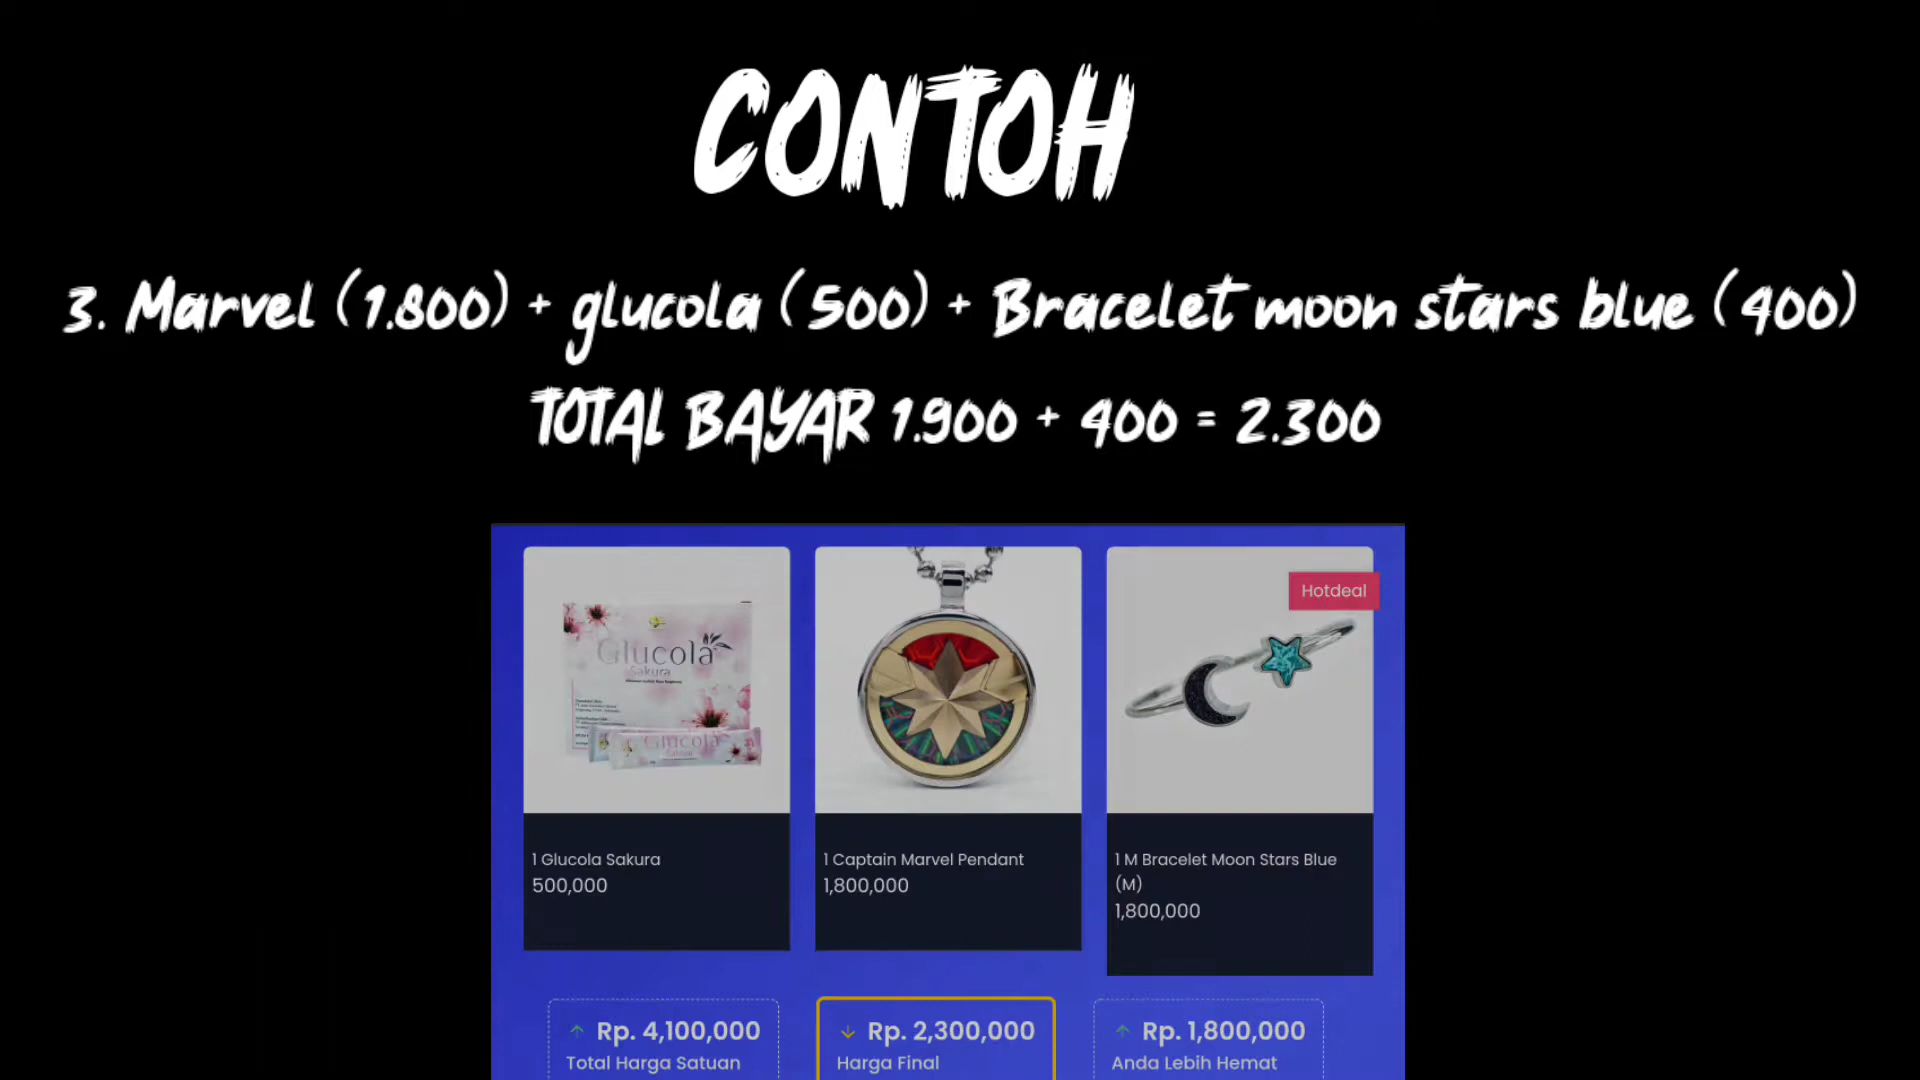 CONTOH
3. Marvel (1.800) + glucola (500) + Bracelet moon stars blue (400)
TOTAL BAYAR 1.900 + 400 = 2.300
Hotdeal
Glucola
Sakura
Glucola
1 Glucola Sakura
500,000
1 Captain Marvel Pendant
1,800,000
1 M Bracelet Moon Stars Blue
(M)
1,800,000
Rp. 4,100,000
Total Harga Satuan
Rp. 2,300,000
Harga Final
Rp. 1,800,000
Anda Lebih Hemat